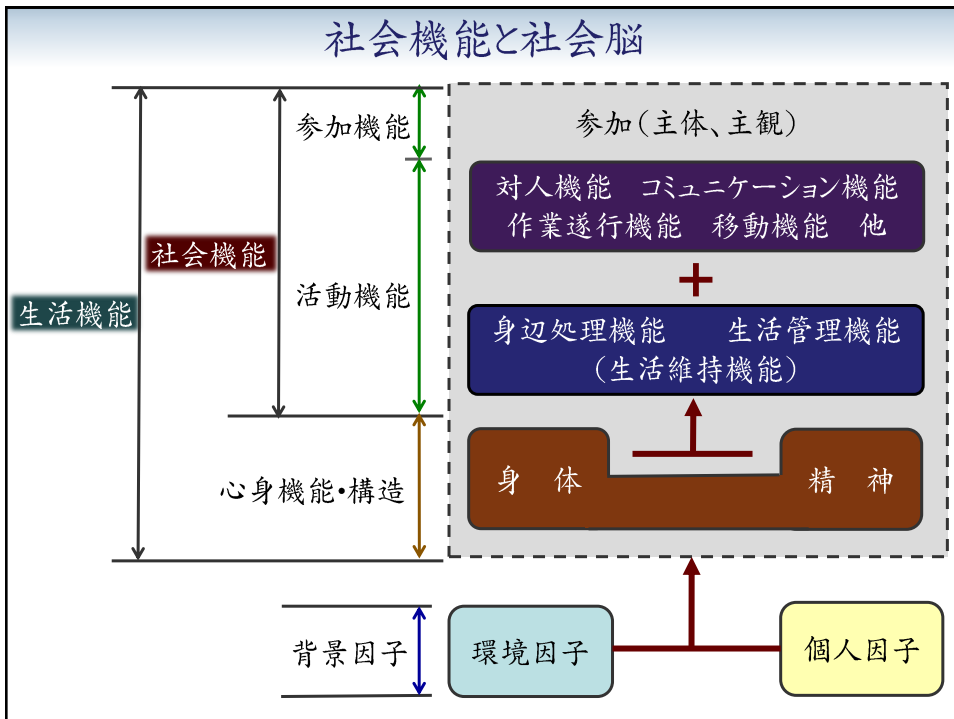 社会機能と社会脳
参加機能
参加(主体、主観)
対人機能 コミュニケーション機能
作業遂行機能 移動機能 他
社会機能
活動機能
生活機能
+
身辺処理機能 生活管理機能
(生活維持機能)
心身機能・構造
身 体
精 神
背景因子
環境因子
個人因子